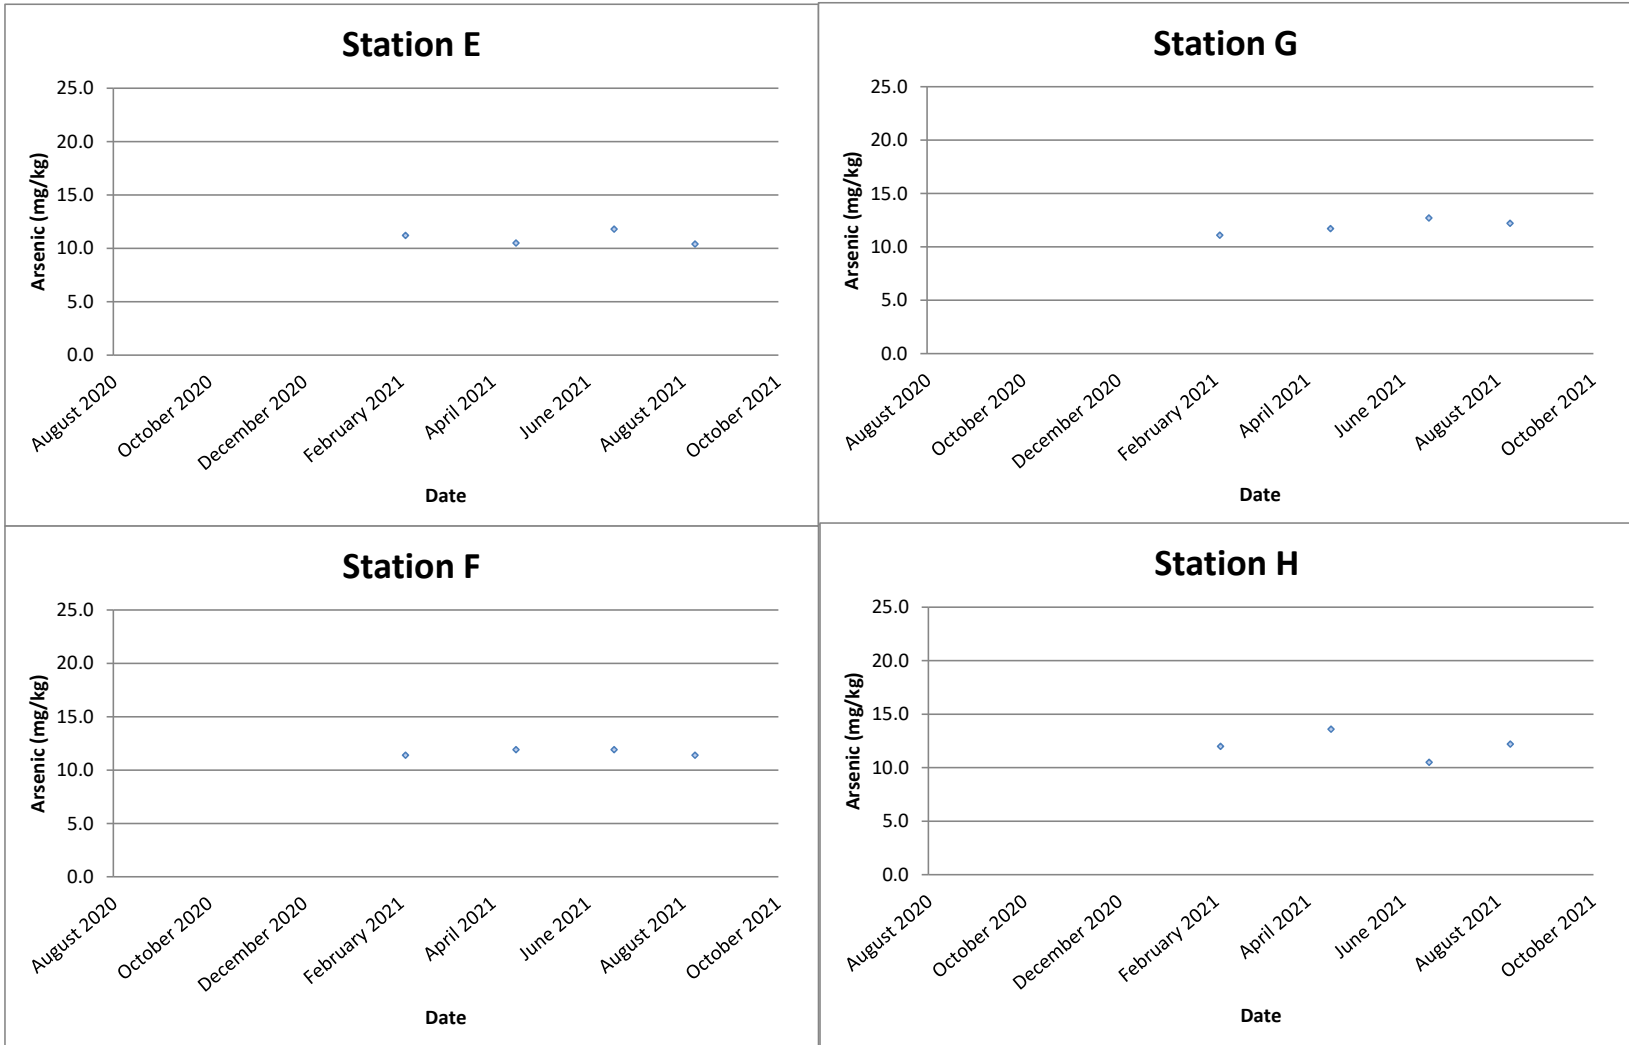 Station E
25.0
20.0
15.0
10.0
5.0
0.0
Arsenic (mg/kg)
August 2020
October 2020
December 2020
February 2021
April 2021
June 2021
August 2021
October 2021
Date
Station G
25.0
20.0
15.0
10.0
5.0
0.0
Arsenic (mg/kg)
August 2020
October 2020
December 2020
February 2021
April 2021
June 2021
August 2021
October 2021
Date
Station F
25.0
20.0
15.0
10.0
5.0
0.0
Arsenic (mg/kg)
August 2020
October 2020
December 2020
February 2021
April 2021
June 2021
August 2021
October 2021
Date
Station H
25.0
20.0
15.0
10.0
5.0
0.0
Arsenic (mg/kg)
August 2020
October 2020
December 2020
February 2021
April 2021
June 2021
August 2021
October 2021
Date